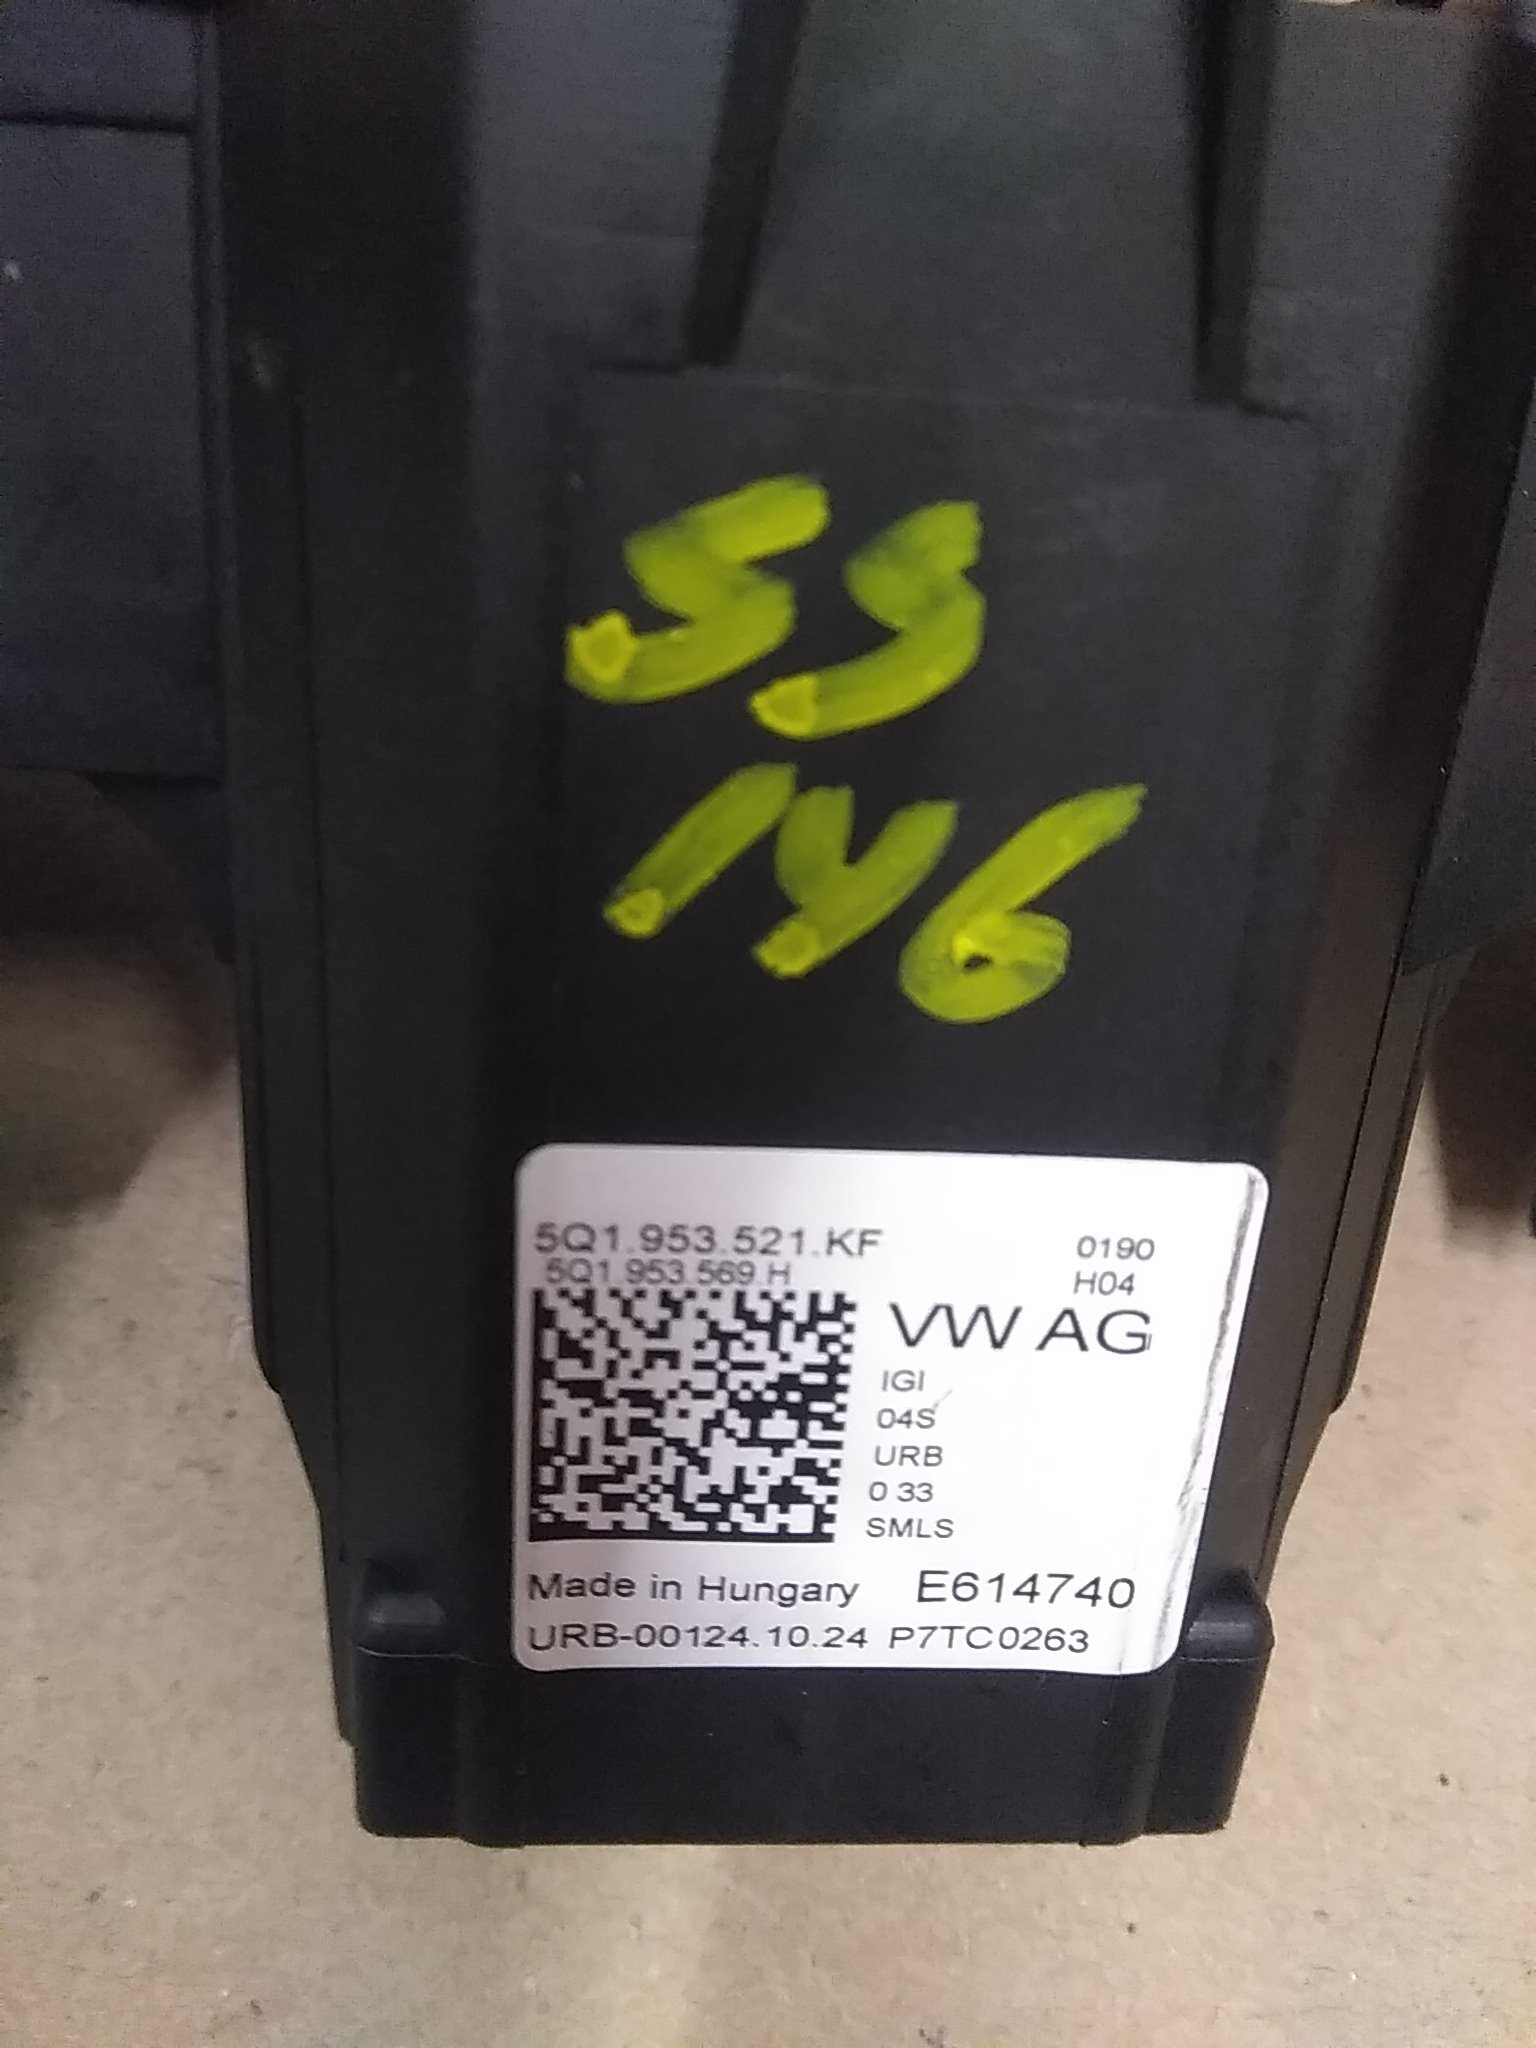 55
146
5Q1.953.521.KF 0190
5Q1.953.569.H H04
VW AG
IGI
04S
URB
0 33
SMLS
Made in Hungary E614740
URB-00124.10.24 P7TC0263